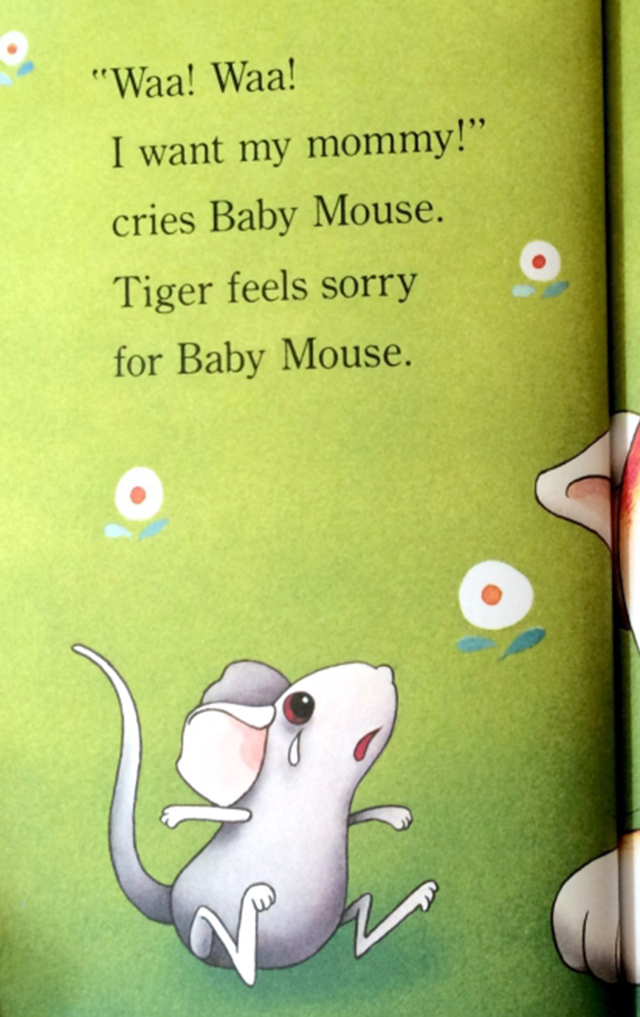 “Waa! Waa!
I want my mommy!”
cries Baby Mouse.
Tiger feels sorry
for Baby Mouse.